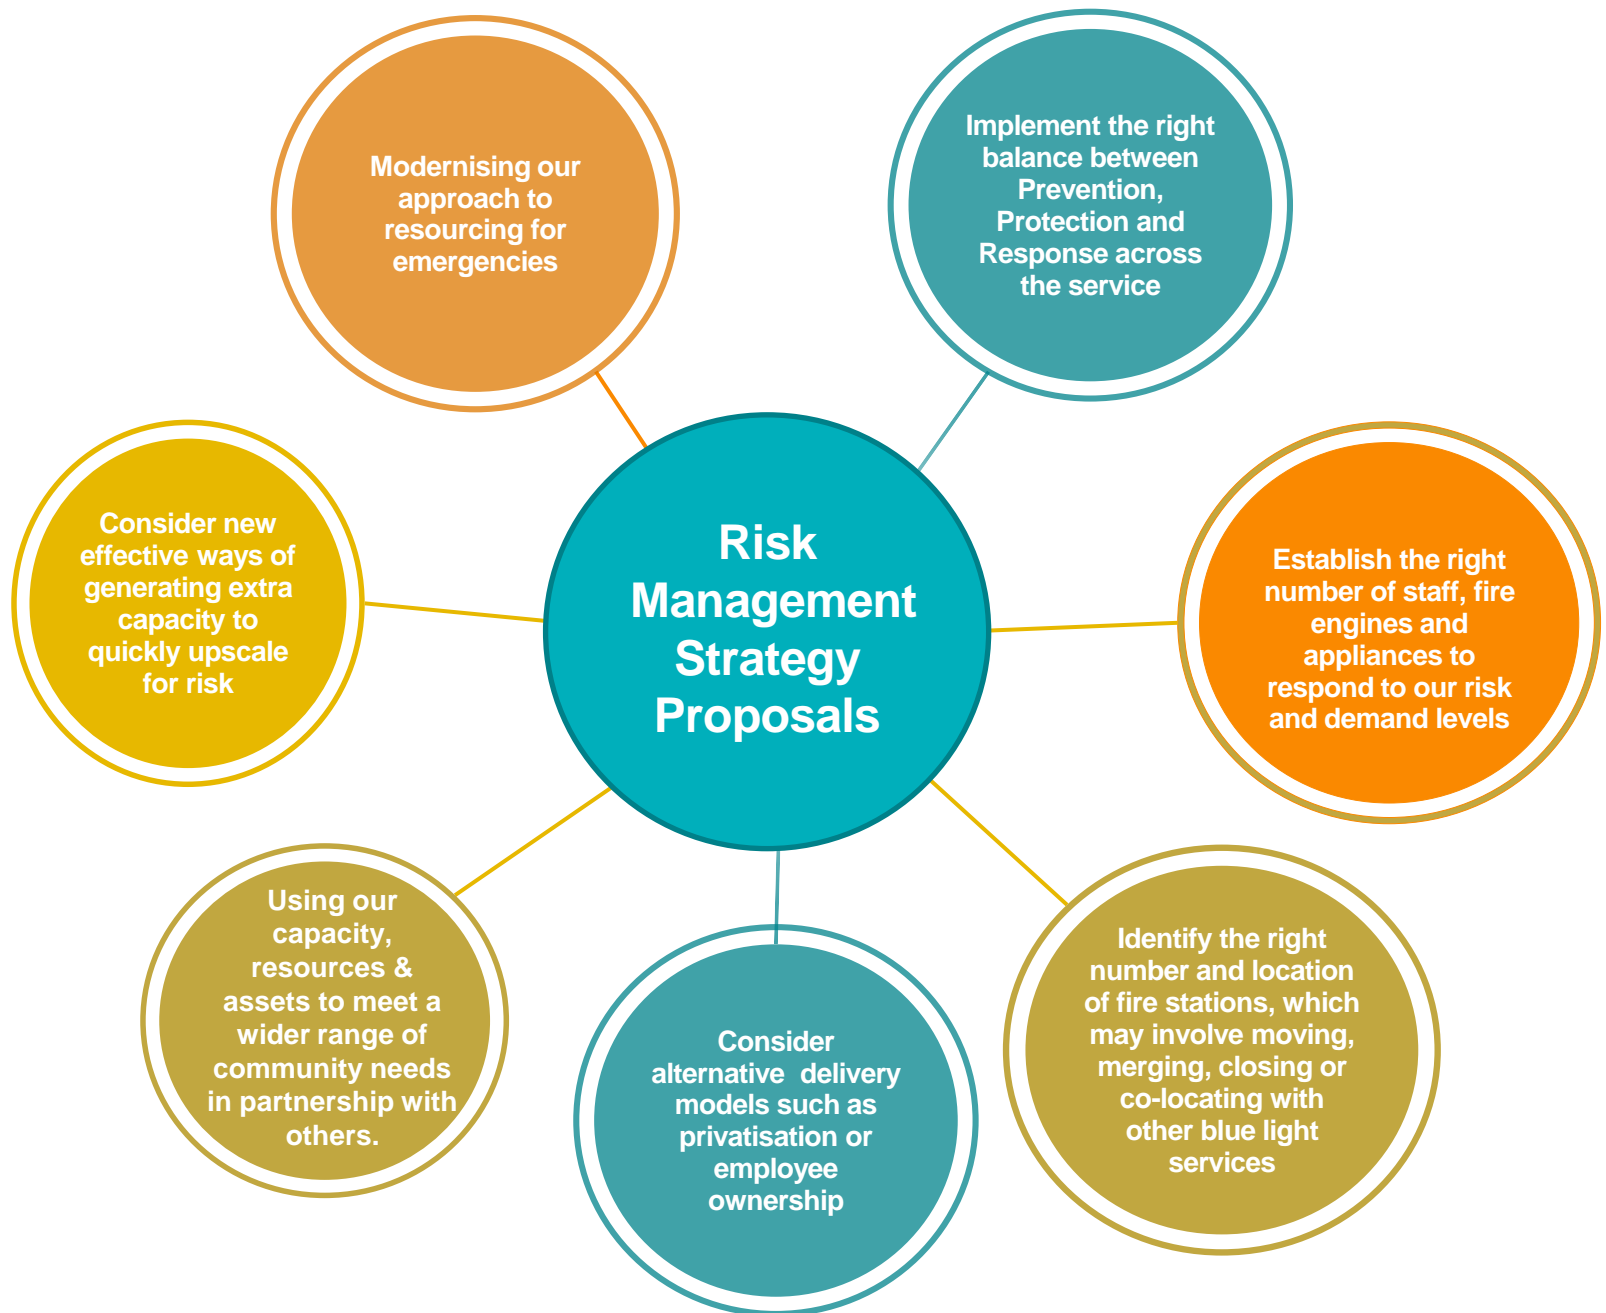 Modernising our
approach to
resourcing for
emergencies
Implement the right
balance between
Prevention,
Protection and
Response across
the service
Consider new
effective ways of
generating extra
capacity to
quickly upscale
for risk
Risk
Management
Strategy
Proposals
Establish the right
number of staff, fire
engines and
appliances to
respond to our risk
and demand levels
Using our
capacity,
resources &
assets to meet a
wider range of
community needs
in partnership with
others.
Consider
alternative  delivery
models such as
privatisation or
employee
ownership
Identify the right
number and location
of fire stations, which
may involve moving,
merging, closing or
co-locating with
other blue light
services